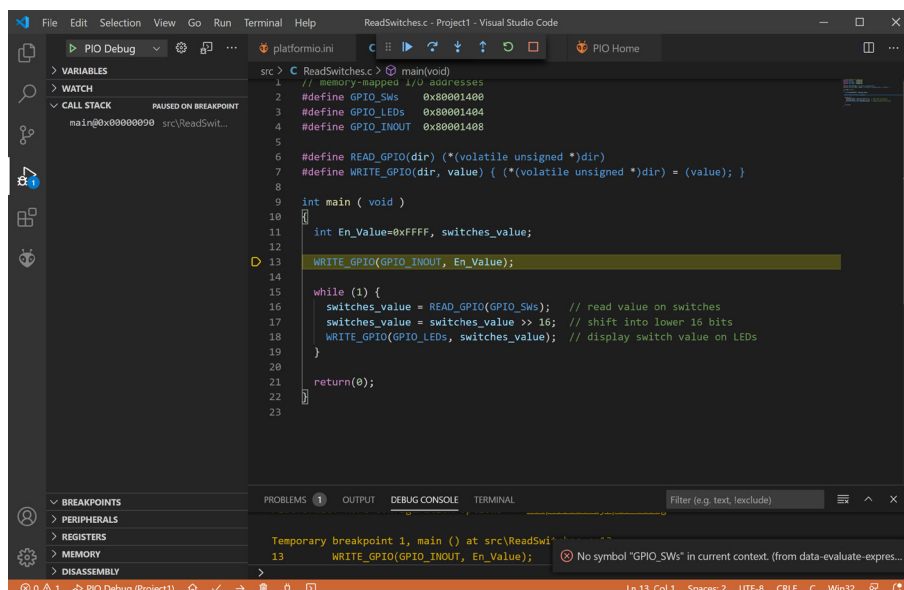 File Edit Selection View Go Run Terminal Help ReadSwitches.c - Project1 - Visual Studio Code
PIO Debug
platformio.ini
C
PIO Home
VARIABLES
WATCH
CALL STACK PAUSED ON BREAKPOINT
main@0x00000090 src\ReadSwit...
src > C ReadSwitches.c > main(void)
1 // memory-mapped I/O addresses
2 #define GPIO_SWs 0x80001400
3 #define GPIO_LEDs 0x80001404
4 #define GPIO_INOUT 0x80001408
5
6 #define READ_GPIO(dir) (*(volatile unsigned *)dir)
7 #define WRITE_GPIO(dir, value) { (*(volatile unsigned *)dir) = (value); }
8
9 int main ( void )
10 {
11 int En_Value=0xFFFF, switches_value;
12
13 WRITE_GPIO(GPIO_INOUT, En_Value);
14
15 while (1) {
16 switches_value = READ_GPIO(GPIO_SWs); // read value on switches
17 switches_value = switches_value >> 16; // shift into lower 16 bits
18 WRITE_GPIO(GPIO_LEDs, switches_value); // display switch value on LEDs
19 }
20
21 return(0);
22 }
23
BREAKPOINTS
PERIPHERALS
REGISTERS
MEMORY
DISASSEMBLY
1
PROBLEMS 1 OUTPUT DEBUG CONSOLE TERMINAL Filter (e.g. text, !exclude)
Temporary breakpoint 1, main () at src\ReadSwi
13 WRITE_GPIO(GPIO_INOUT, En_Value);
>
No symbol "GPIO_SWs" in current context. (from data-evaluate-expres...
0 1 PIO Debug (Project1) Ln 13, Col 1 Spaces: 2 UTF-8 CRLF C Win32